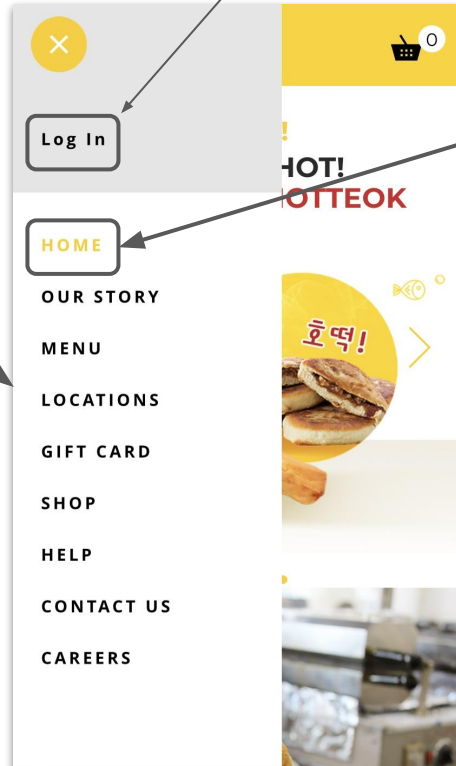 0
Log In
!
HOT!
OTTEOK
HOME
OUR STORY
호떡!
MENU
LOCATIONS
GIFT CARD
SHOP
HELP
CONTACT US
CAREERS